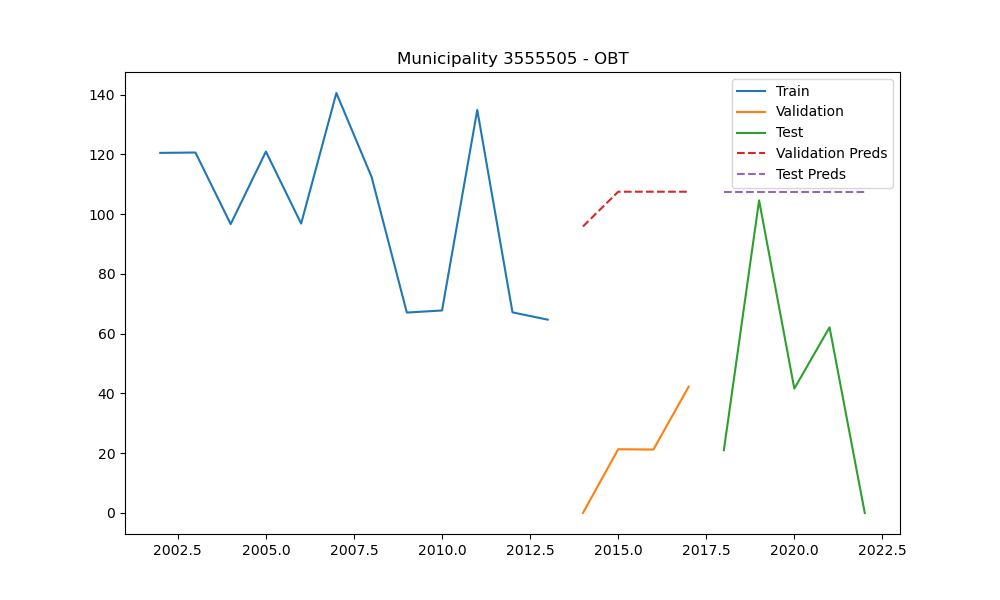 Municipality 3555505 - OBT
Train
Validation
Test
Validation Preds
Test Preds
140
120
100
80
60
40
20
0
2002.5 2005.0 2007.5 2010.0 2012.5 2015.0 2017.5 2020.0 2022.5